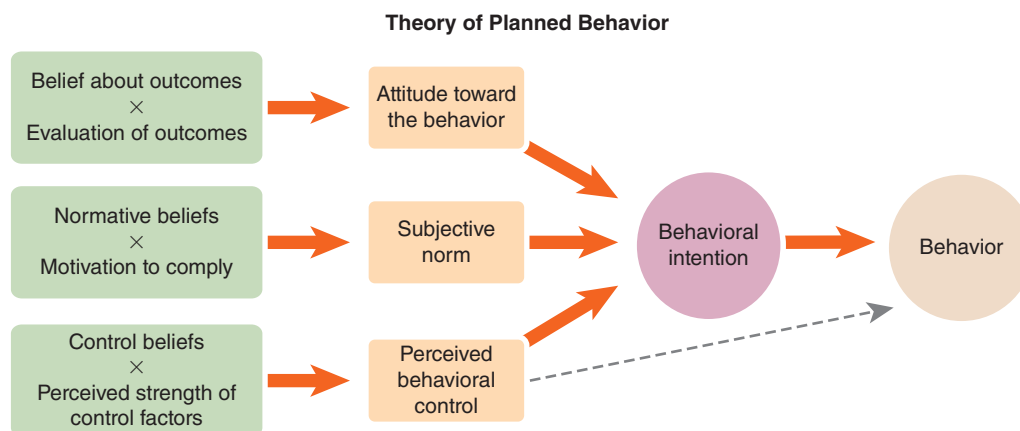 Theory of Planned Behavior
Belief about outcomes
×
Evaluation of outcomes
Attitude toward
the behavior
Normative beliefs
×
Motivation to comply
Subjective
norm
Behavioral
intention
Behavior
Control beliefs
×
Perceived strength of
control factors
Perceived
behavioral
control